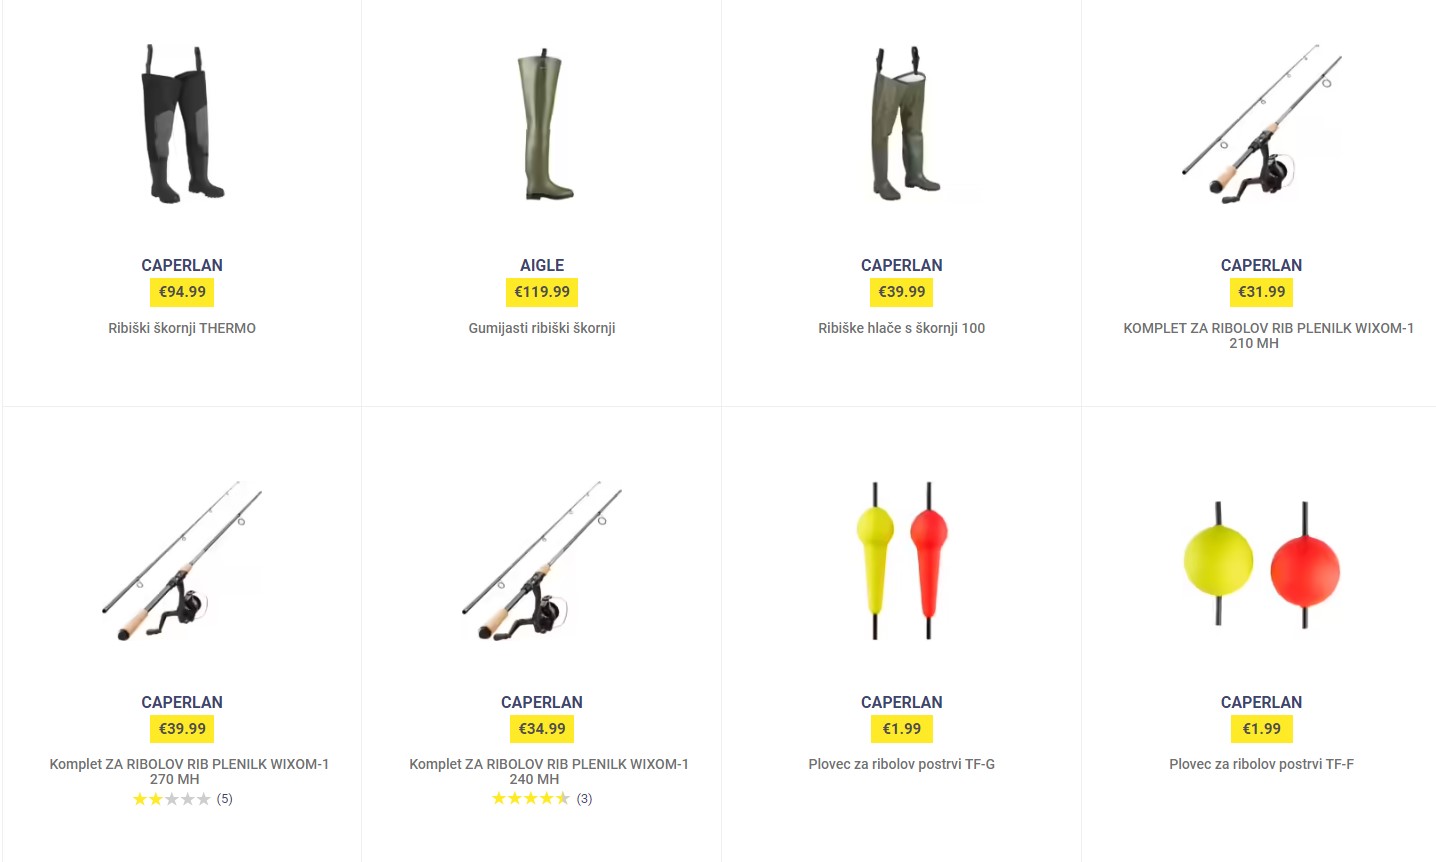 CAPERLAN
€94.99
Ribiški škornji THERMO
AIGLE
€119.99
Gumijasti ribiški škornji
CAPERLAN
€39.99
Ribiške hlače s škornji 100
CAPERLAN
€31.99
KOMPLET ZA RIBOLOV RIB PLENILK WIXOM-1
210 MH
CAPERLAN
€39.99
Komplet ZA RIBOLOV RIB PLENILK WIXOM-1
270 MH
(5)
CAPERLAN
€34.99
Komplet ZA RIBOLOV RIB PLENILK WIXOM-1
240 MH
(3)
CAPERLAN
€1.99
Plovec za ribolov postrvi TF-G
CAPERLAN
€1.99
Plovec za ribolov postrvi TF-F